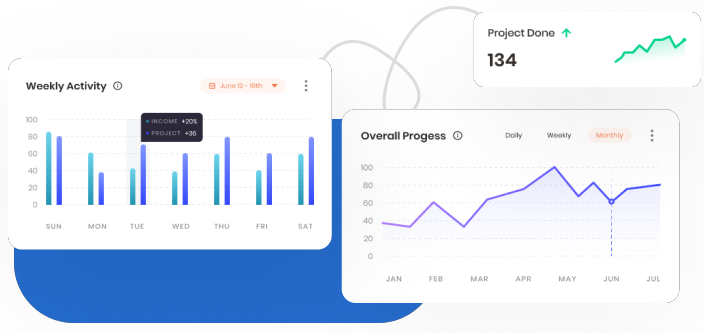 Project Done
134
Weekly Activity
June 12 - 19th
INCOME +20%
PROJECT +36
100
80
60
40
20
0
SUN MON TUE WED THU FRI SAT
Overall Progess
Daily Weekly Monthly
100
80
60
40
20
0
JAN FEB MAR APR MAY JUN JUL